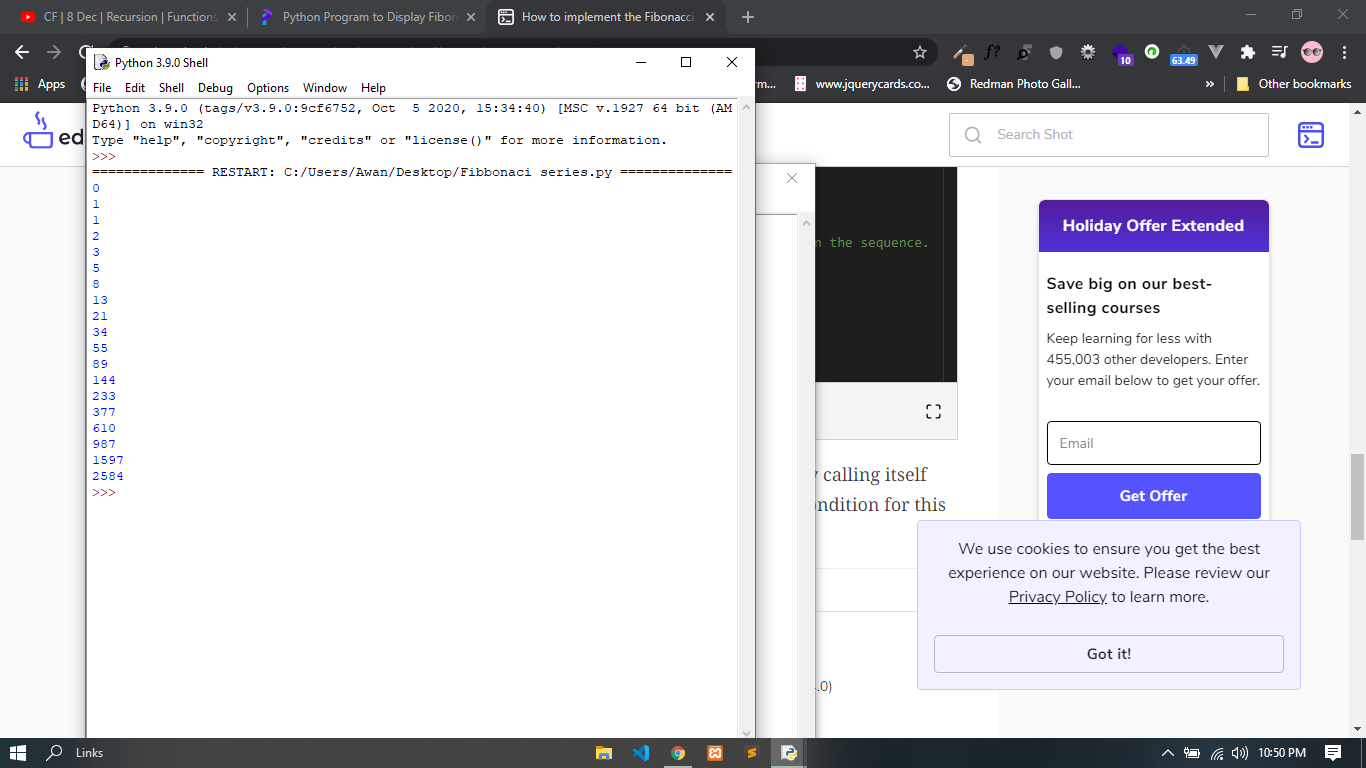 CF | 8 Dec | Recursion | Functions
Python Program to Display Fibon
How to implement the Fibonacci
Python 3.9.0 Shell
File Edit Shell Debug Options Window Help
Python 3.9.0 (tags/v3.9.0:9cf6752, Oct  5 2020, 15:34:40) [MSC v.1927 64 bit (AM
D64)] on win32
Type "help", "copyright", "credits" or "license()" for more information.
>>>
============== RESTART: C:/Users/Awan/Desktop/Fibbonaci series.py ==============
0
1
1
2
3
5
8
13
21
34
55
89
144
233
377
610
987
1597
2584
>>>
10
63.49
Apps
rm...
www.jquerycards.co...
Redman Photo Gall...
»
Other bookmarks
ed
Search Shot
n the sequence.
calling itself
ondition for this
.0)
Holiday Offer Extended
Save big on our best-
selling courses
Keep learning for less with
455,003 other developers. Enter
your email below to get your offer.
Email
Get Offer
We use cookies to ensure you get the best
experience on our website. Please review our
Privacy Policy to learn more.
Got it!
Links
10:50 PM